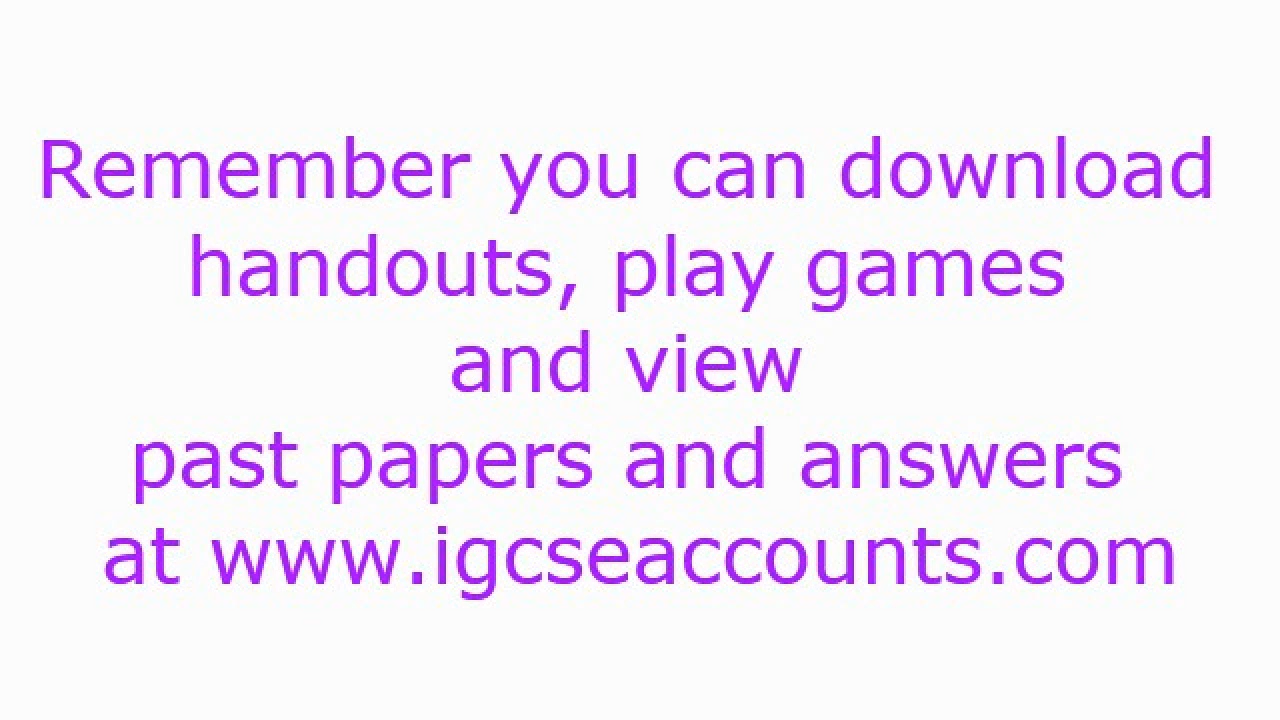 Remember you can download
handouts, play games
and view
past papers and answers
at www.igcseaccounts.com